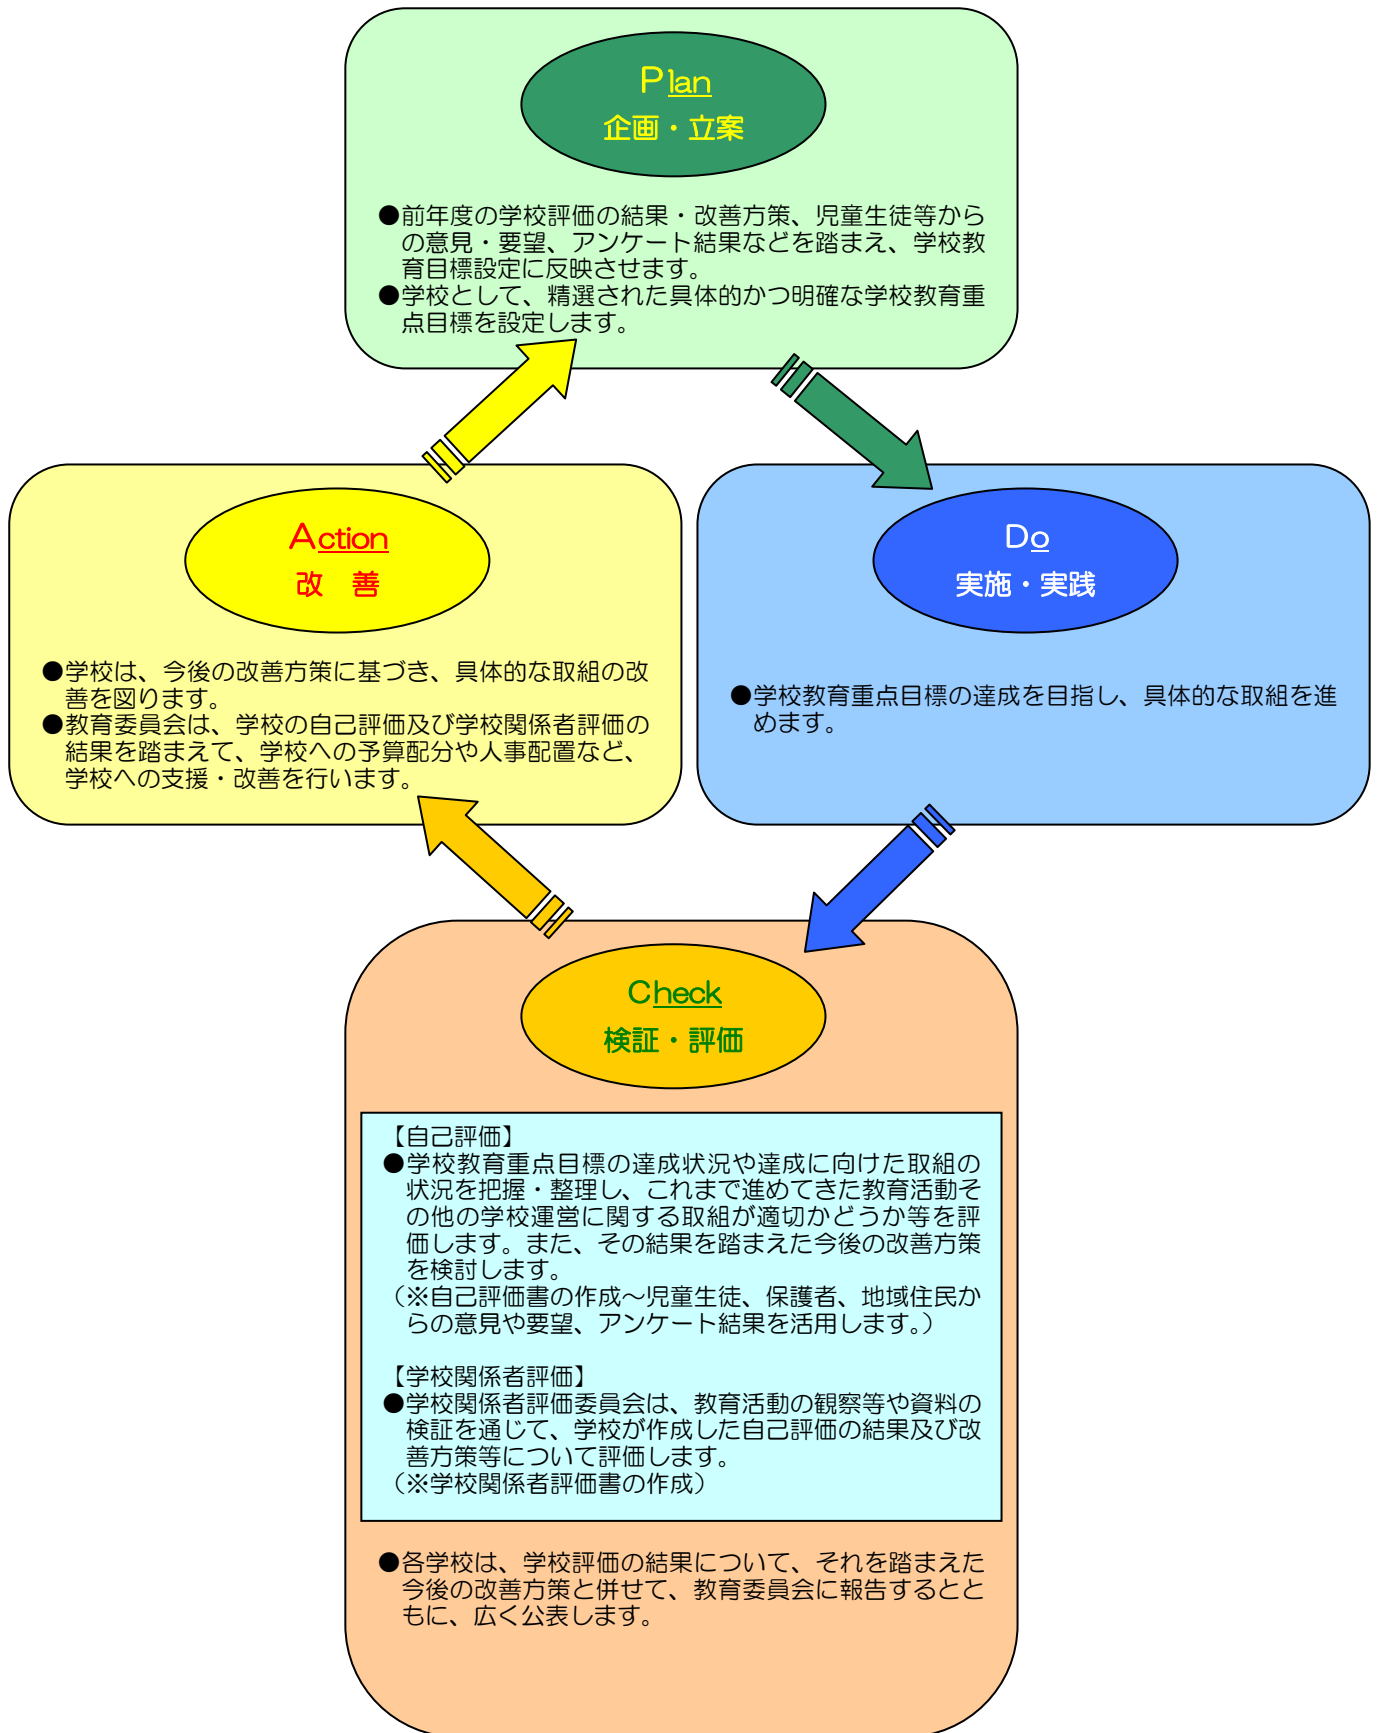 Plan
企画・立案
●前年度の学校評価の結果・改善方策、児童生徒等から
の意見・要望、アンケート結果などを踏まえ、学校教
育目標設定に反映させます。
●学校として、精選された具体的かつ明確な学校教育重
点目標を設定します。
Action
改　善
●学校は、今後の改善方策に基づき、具体的な取組の改
善を図ります。
●教育委員会は、学校の自己評価及び学校関係者評価の
結果を踏まえて、学校への予算配分や人事配置など、
学校への支援・改善を行います。
Do
実施・実践
●学校教育重点目標の達成を目指し、具体的な取組を進
めます。
Check
検証・評価
【自己評価】
●学校教育重点目標の達成状況や達成に向けた取組の
状況を把握・整理し、これまで進めてきた教育活動そ
の他の学校運営に関する取組が適切かどうか等を評
価します。また、その結果を踏まえた今後の改善方策
を検討します。
（※自己評価書の作成～児童生徒、保護者、地域住民か
らの意見や要望、アンケート結果を活用します。）
【学校関係者評価】
●学校関係者評価委員会は、教育活動の観察等や資料の
検証を通じて、学校が作成した自己評価の結果及び改
善方策等について評価します。
（※学校関係者評価書の作成）
●各学校は、学校評価の結果について、それを踏まえた
今後の改善方策と併せて、教育委員会に報告するとと
もに、広く公表します。